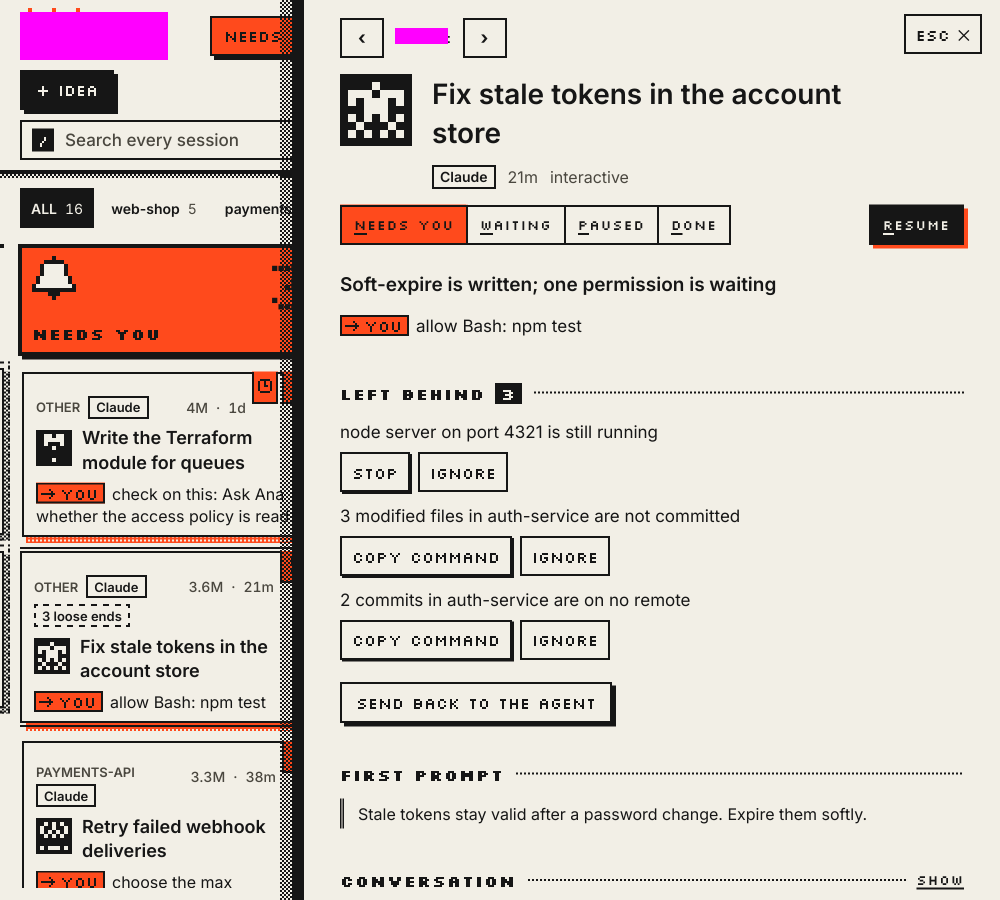 NEEDS
+ IDEA
/ Search every session
ALL 16 web-shop 5 payments
NEEDS YOU
OTHER Claude 4M · 1d
Write the Terraform
module for queues
→ YOU check on this: Ask Ana
whether the access policy is read
OTHER Claude 3.6M · 21m
3 loose ends
Fix stale tokens in the
account store
→ YOU allow Bash: npm test
PAYMENTS-API 3.3M · 38m
Claude
Retry failed webhook
deliveries
→ YOU choose the max
‹ ›
ESC ×
Fix stale tokens in the account
store
Claude 21m interactive
NEEDS YOU WAITING PAUSED DONE RESUME
Soft-expire is written; one permission is waiting
→ YOU allow Bash: npm test
LEFT BEHIND 3
node server on port 4321 is still running
STOP IGNORE
3 modified files in auth-service are not committed
COPY COMMAND IGNORE
2 commits in auth-service are on no remote
COPY COMMAND IGNORE
SEND BACK TO THE AGENT
FIRST PROMPT
Stale tokens stay valid after a password change. Expire them softly.
CONVERSATION SHOW